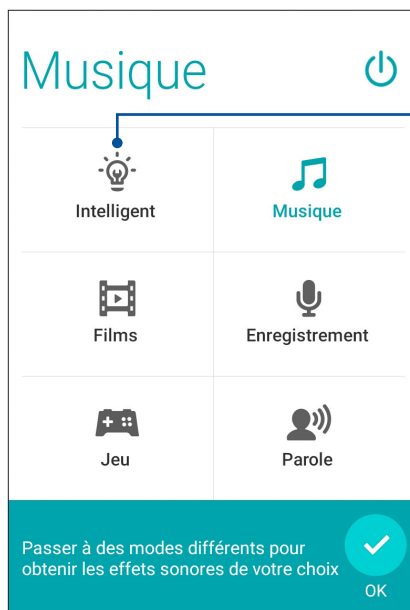 Musique
Intelligent
Musique
Films
Enregistrement
Jeu
Parole
Passer à des modes différents pour
obtenir les effets sonores de votre choix
OK